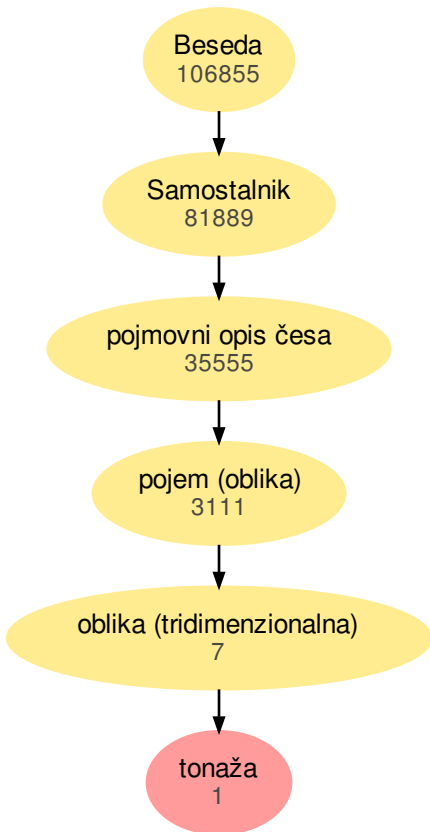 Beseda
106855
Samostalnik
81889
pojmovni opis česa
35555
pojem (oblika)
3111
oblika (tridimenzionalna)
7
tonaža
1